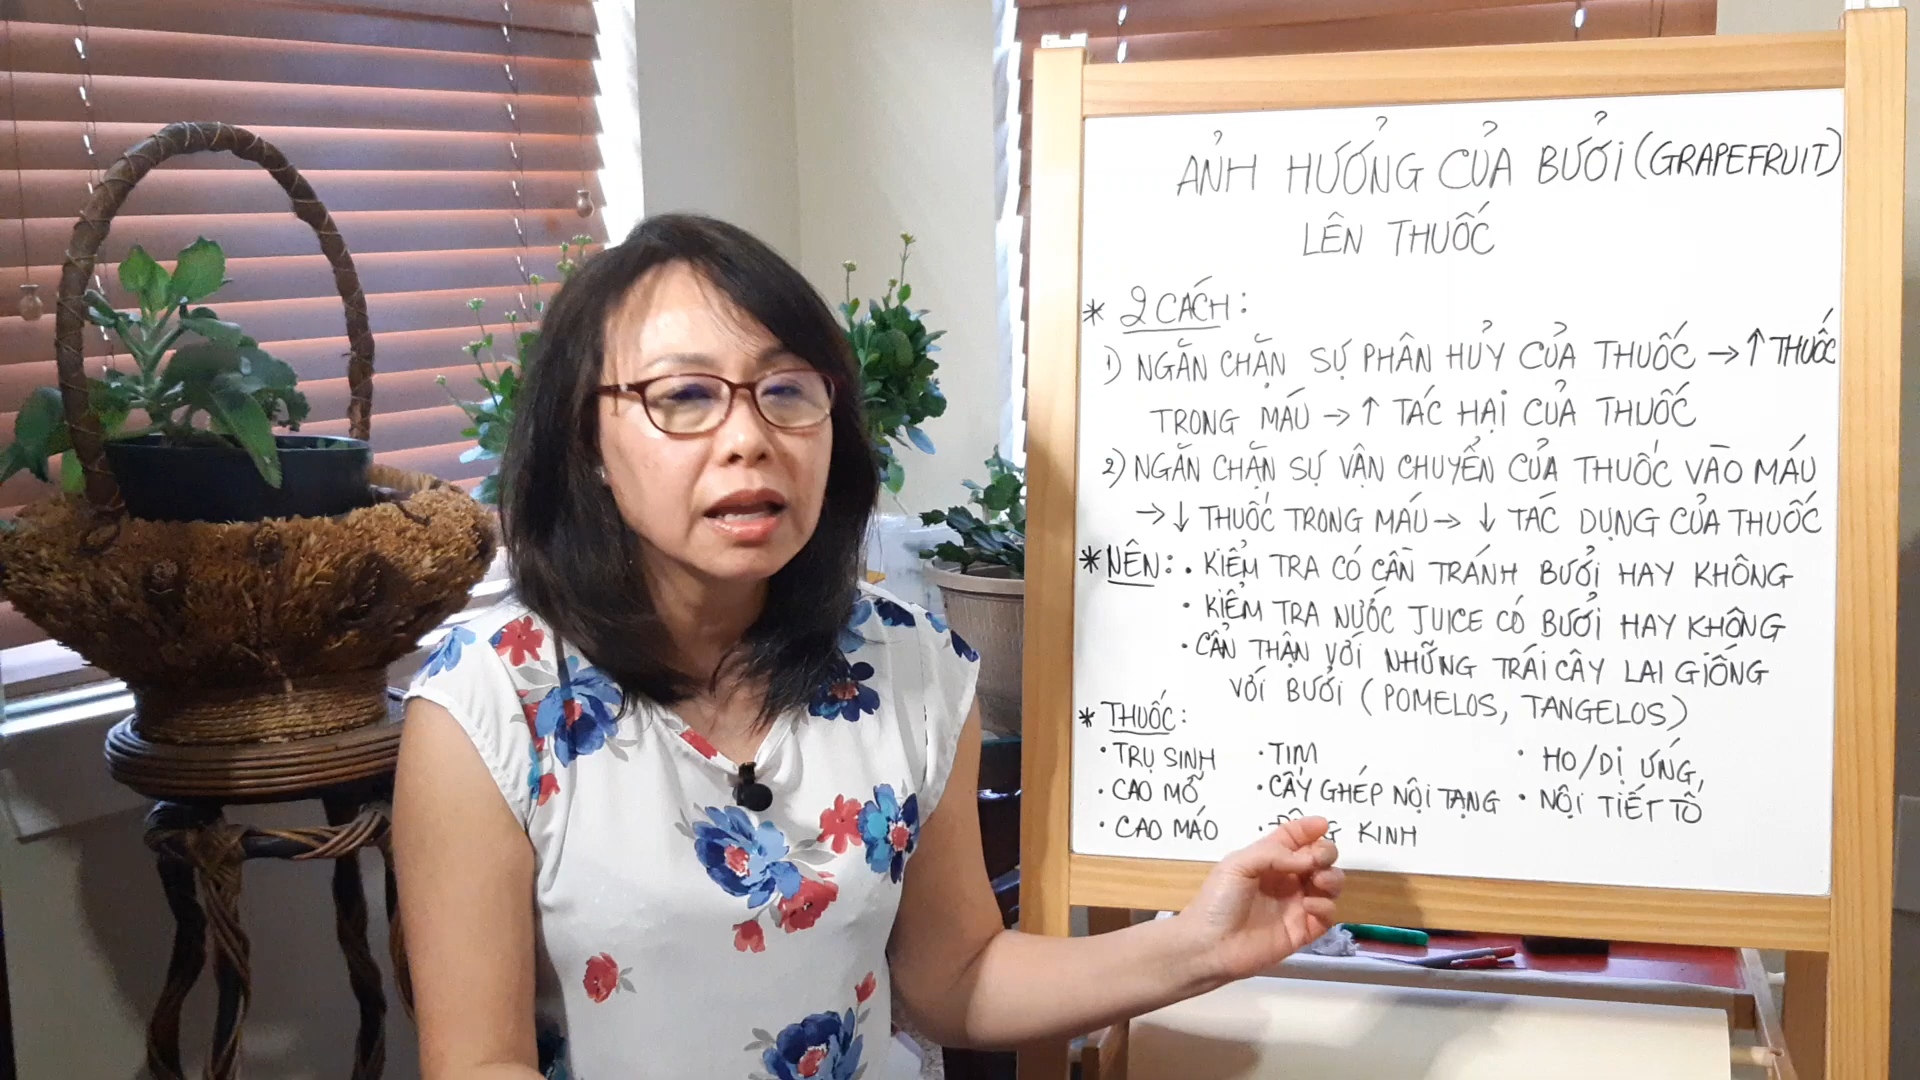 ẢNH HƯỞNG CỦA BƯỞI (GRAPEFRUIT)
LÊN THUỐC
* 2 CÁCH:
1) NGĂN CHẶN SỰ PHÂN HỦY CỦA THUỐC → ↑ THUỐC
TRONG MÁU → ↑ TÁC HẠI CỦA THUỐC
2) NGĂN CHẶN SỰ VẬN CHUYỂN CỦA THUỐC VÀO MÁU
→ ↓ THUỐC TRONG MÁU → ↓ TÁC DỤNG CỦA THUỐC
* NÊN: • KIỂM TRA CÓ CẦN TRÁNH BƯỞI HAY KHÔNG
• KIỂM TRA NƯỚC JUICE CÓ BƯỞI HAY KHÔNG
• CẨN THẬN VỚI NHỮNG TRÁI CÂY LAI GIỐNG
VỚI BƯỞI (POMELOS, TANGELOS)
* THUỐC:
• TRỤ SINH • TIM • HO/DỊ ỨNG,
• CAO MỠ • CẤY GHÉP NỘI TẠNG • NỘI TIẾT TỐ
• CAO MÁO • KINH